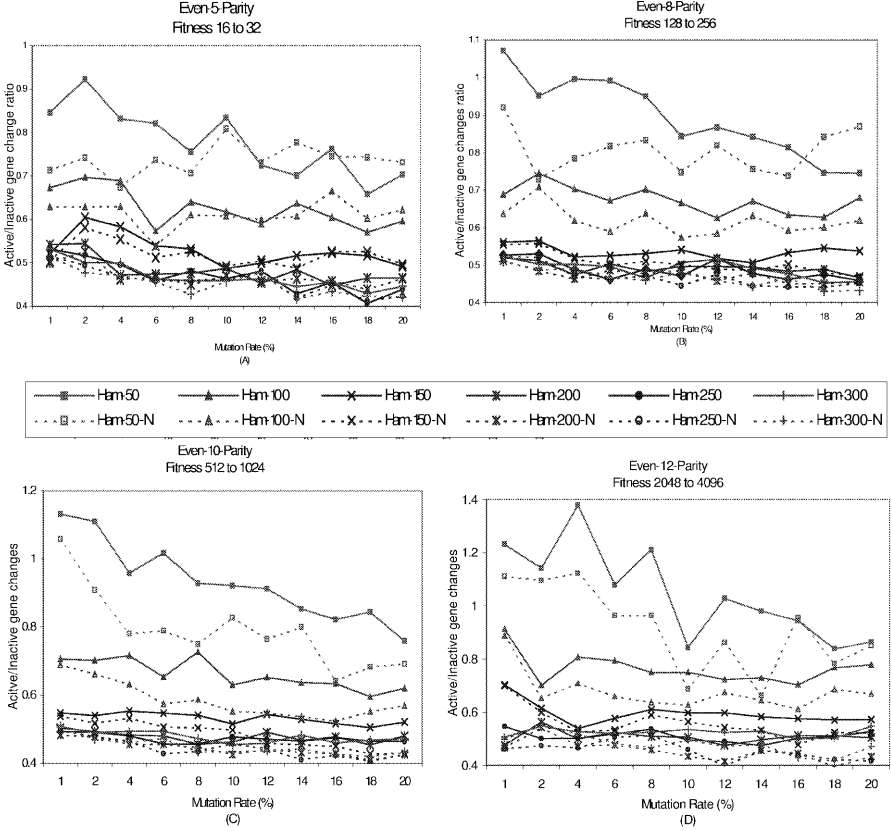 Even-5-Parity
Fitness 16 to 32
Active/Inactive gene change ratio
1
0.9
0.8
0.7
0.6
0.5
0.4
1 2 4 6 8 10 12 14 16 18 20
Mutation Rate (%)
(A)
Even-8-Parity
Fitness 128 to 256
Active/Inactive gene changes ratio
1.1
1
0.9
0.8
0.7
0.6
0.5
0.4
1 2 4 6 8 10 12 14 16 18 20
Mutation Rate (%)
(B)
Ham-50 Ham-100 Ham-150 Ham-200 Ham-250 Ham-300
Ham-50-N Ham-100-N Ham-150-N Ham-200-N Ham-250-N Ham-300-N
Even-10-Parity
Fitness 512 to 1024
Acitve/Inactive gene changes
1.2
1
0.8
0.6
0.4
1 2 4 6 8 10 12 14 16 18 20
Mutation Rate (%)
(C)
Even-12-Parity
Fitness 2048 to 4096
Active/Inactive gene changes
1.4
1.2
1
0.8
0.6
0.4
1 2 4 6 8 10 12 14 16 18 20
Mutation Rate (%)
(D)